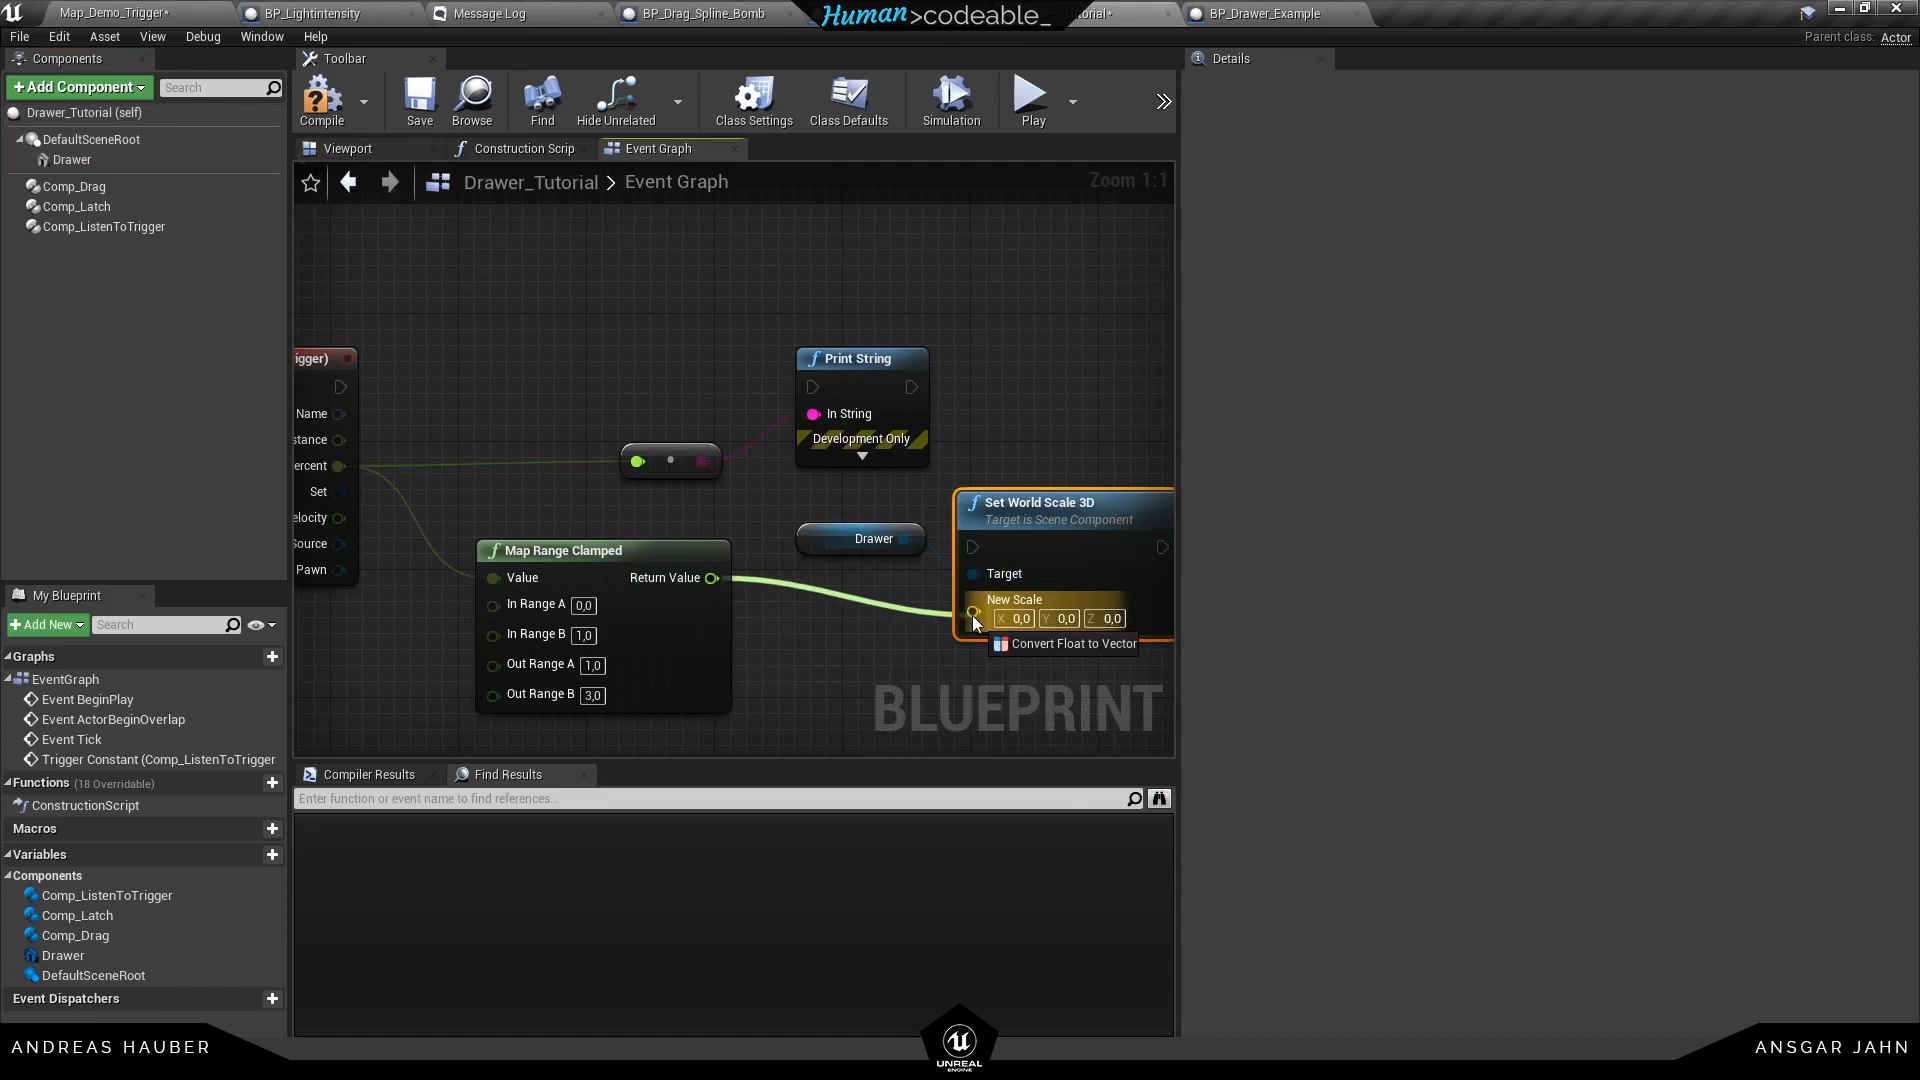 Map_Demo_Trigger*
BP_Lightintensity
Message Log
BP_Drag_Spline_Bomb
Human>codeable_
torial*
BP_Drawer_Example
File Edit Asset View Debug Window Help
Parent class: Actor
Components
Toolbar
Details
+Add Component
Search
Drawer_Tutorial (self)
DefaultSceneRoot
Drawer
Comp_Drag
Comp_Latch
Comp_ListenToTrigger
Compile
Save
Browse
Find
Hide Unrelated
Class Settings
Class Defaults
Simulation
Play
Viewport
Construction Scrip
Event Graph
Drawer_Tutorial > Event Graph
Zoom 1:1
igger)
Name
stance
ercent
Set
elocity
Source
Pawn
Print String
In String
Development Only
Drawer
Set World Scale 3D
Target is Scene Component
Target
New Scale
X 0,0 Y 0,0 Z 0,0
Convert Float to Vector
Map Range Clamped
Value
Return Value
In Range A 0,0
In Range B 1,0
Out Range A 1,0
Out Range B 3,0
BLUEPRINT
My Blueprint
+Add New
Search
Graphs
EventGraph
Event BeginPlay
Event ActorBeginOverlap
Event Tick
Trigger Constant (Comp_ListenToTrigger
Functions (18 Overridable)
ConstructionScript
Macros
Variables
Components
Comp_ListenToTrigger
Comp_Latch
Comp_Drag
Drawer
DefaultSceneRoot
Event Dispatchers
Compiler Results
Find Results
Enter function or event name to find references...
ANDREAS HAUBER
UNREAL
ENGINE
ANSGAR JAHN